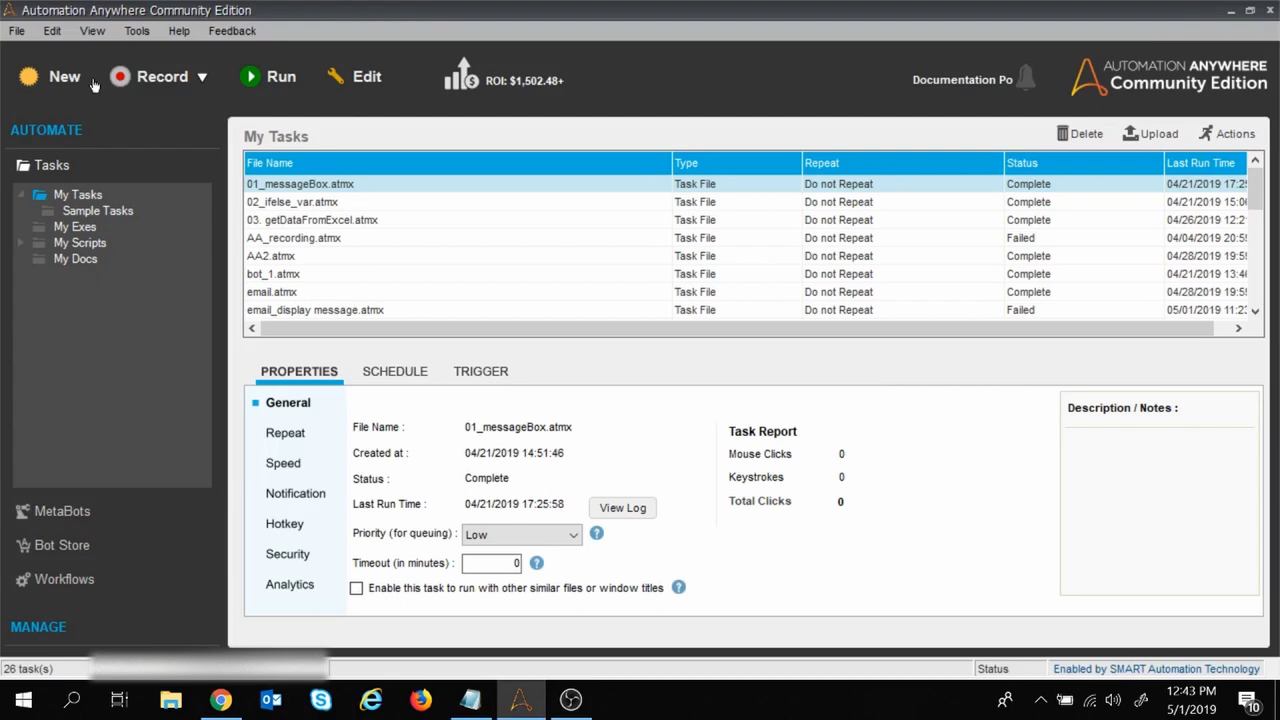 Automation Anywhere Community Edition
File Edit View Tools Help Feedback
New Record Run Edit ROI: $1,502.48+ Documentation Po AUTOMATION ANYWHERE
Community Edition
AUTOMATE
Tasks
My Tasks
Sample Tasks
My Exes
My Scripts
My Docs
MetaBots
Bot Store
Workflows
MANAGE
My Tasks Delete Upload Actions
File Name Type Repeat Status Last Run Time
01_messageBox.atmx Task File Do not Repeat Complete 04/21/2019 17:25
02_ifelse_var.atmx Task File Do not Repeat Complete 04/21/2019 15:06
03. getDataFromExcel.atmx Task File Do not Repeat Complete 04/26/2019 12:2
AA_recording.atmx Task File Do not Repeat Failed 04/04/2019 20:5
AA2.atmx Task File Do not Repeat Complete 04/28/2019 19:5
bot_1.atmx Task File Do not Repeat Complete 04/21/2019 13:46
email.atmx Task File Do not Repeat Complete 04/28/2019 19:5
email_display message.atmx Task File Do not Repeat Failed 05/01/2019 11:2
PROPERTIES SCHEDULE TRIGGER
General
Repeat
Speed
Notification
Hotkey
Security
Analytics
File Name : 01_messageBox.atmx
Created at : 04/21/2019 14:51:46
Status : Complete
Last Run Time : 04/21/2019 17:25:58 View Log
Priority (for queuing) : Low ?
Timeout (in minutes) : 0 ?
Enable this task to run with other similar files or window titles ?
Task Report
Mouse Clicks 0
Keystrokes 0
Total Clicks 0
Description / Notes :
26 task(s) Status Enabled by SMART Automation Technology
12:43 PM
5/1/2019
10